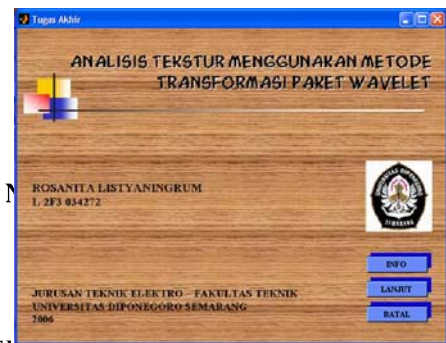 Tugas Akhir
ANALISIS TEKSTUR MENGGUNAKAN METODE
TRANSFORMASI PAKET WAVELET
ROSANITA LISTYANINGRUM
L 2F3 034272
SEMARANG
INFO
JURUSAN TEKNIK ELEKTRO – FAKULTAS TEKNIK
LANJUT
UNIVERSITAS DIPONEGORO SEMARANG
2006
BATAL